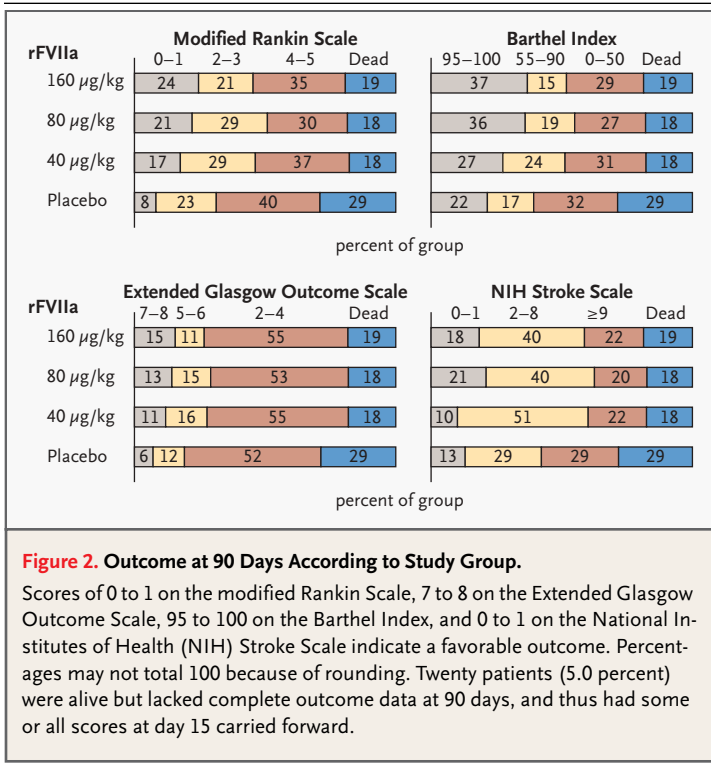 Modified Rankin Scale
Barthel Index
rFVIIa
0–1 2–3 4–5 Dead
95–100 55–90 0–50 Dead
160 µg/kg 24 21 35 19 37 15 29 19
80 µg/kg 21 29 30 18 36 19 27 18
40 µg/kg 17 29 37 18 27 24 31 18
Placebo 8 23 40 29 22 17 32 29
percent of group
Extended Glasgow Outcome Scale
NIH Stroke Scale
rFVIIa
7–8 5–6 2–4 Dead
0–1 2–8 ≥9 Dead
160 µg/kg 15 11 55 19 18 40 22 19
80 µg/kg 13 15 53 18 21 40 20 18
40 µg/kg 11 16 55 18 10 51 22 18
Placebo 6 12 52 29 13 29 29 29
percent of group
Figure 2. Outcome at 90 Days According to Study Group.
Scores of 0 to 1 on the modified Rankin Scale, 7 to 8 on the Extended Glasgow
Outcome Scale, 95 to 100 on the Barthel Index, and 0 to 1 on the National In-
stitutes of Health (NIH) Stroke Scale indicate a favorable outcome. Percent-
ages may not total 100 because of rounding. Twenty patients (5.0 percent)
were alive but lacked complete outcome data at 90 days, and thus had some
or all scores at day 15 carried forward.